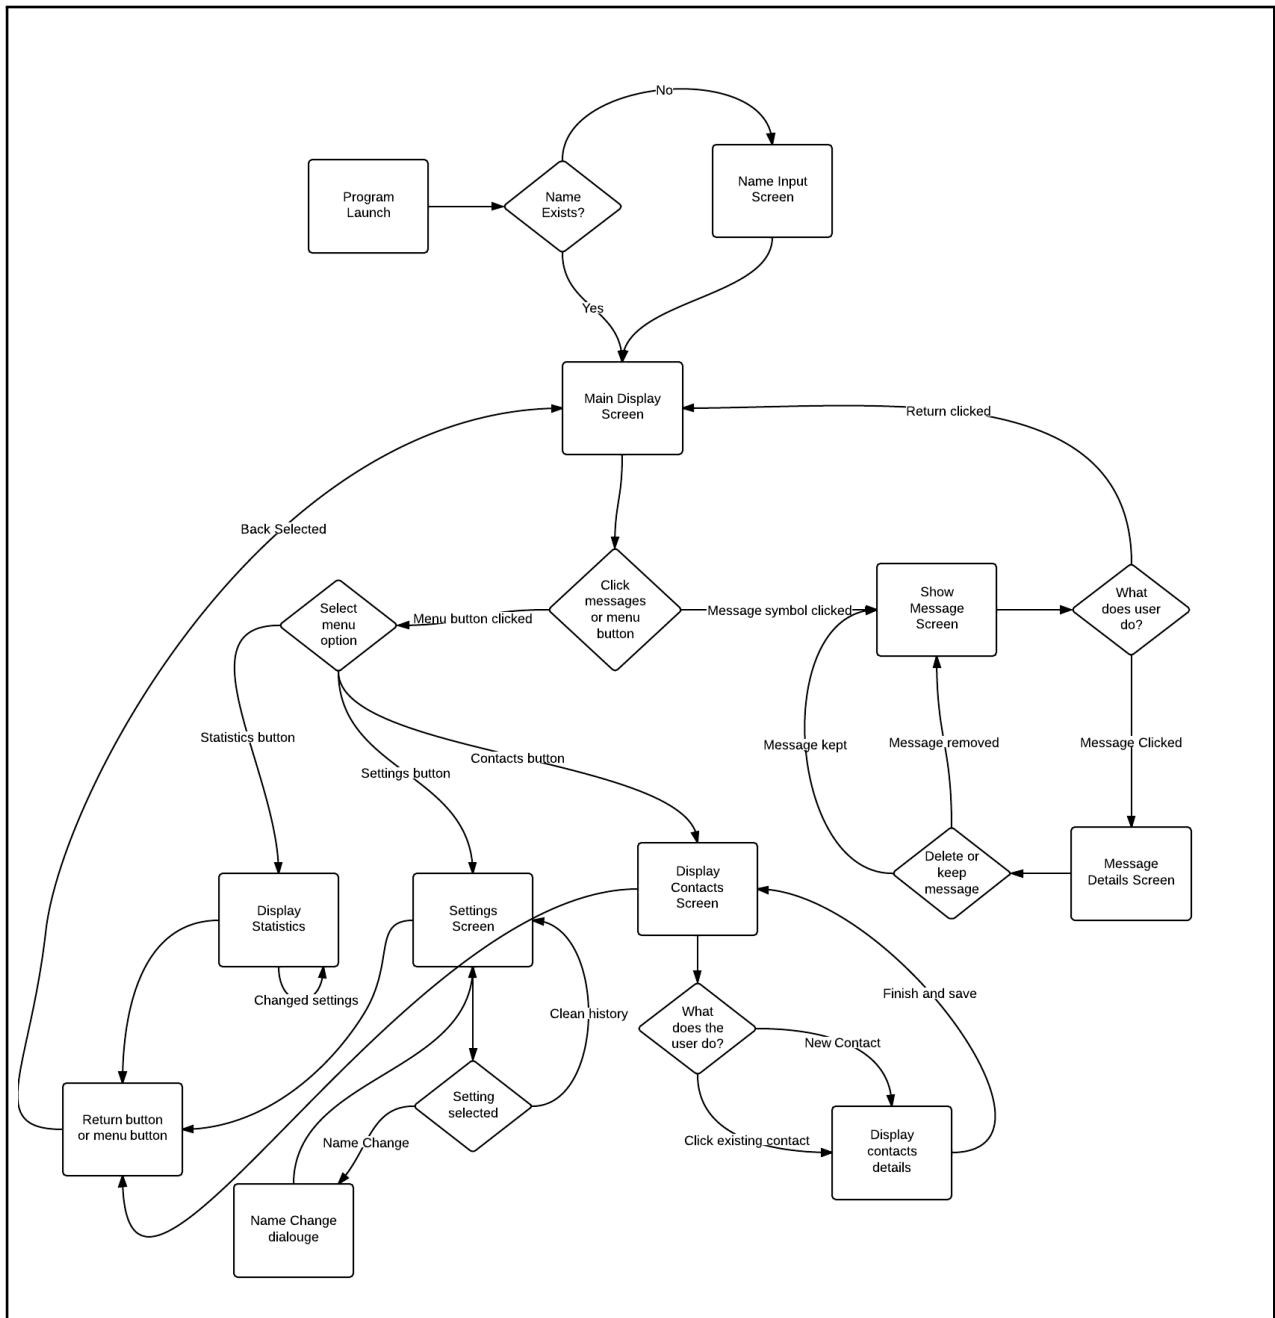 No
Program
Launch
Name
Exists?
Name Input
Screen
Yes
Main Display
Screen
Return clicked
Back Selected
Click
messages
or menu
button
Select
menu
option
Menu button clicked
Message symbol clicked
Show
Message
Screen
What
does user
do?
Statistics button
Settings button
Contacts button
Message kept
Message removed
Message Clicked
Display
Statistics
Changed settings
Settings
Screen
Display
Contacts
Screen
Delete or
keep
message
Message
Details Screen
Clean history
What
does the
user do?
Finish and save
New Contact
Return button
or menu button
Setting
selected
Name Change
Click existing contact
Display
contacts
details
Name Change
dialouge